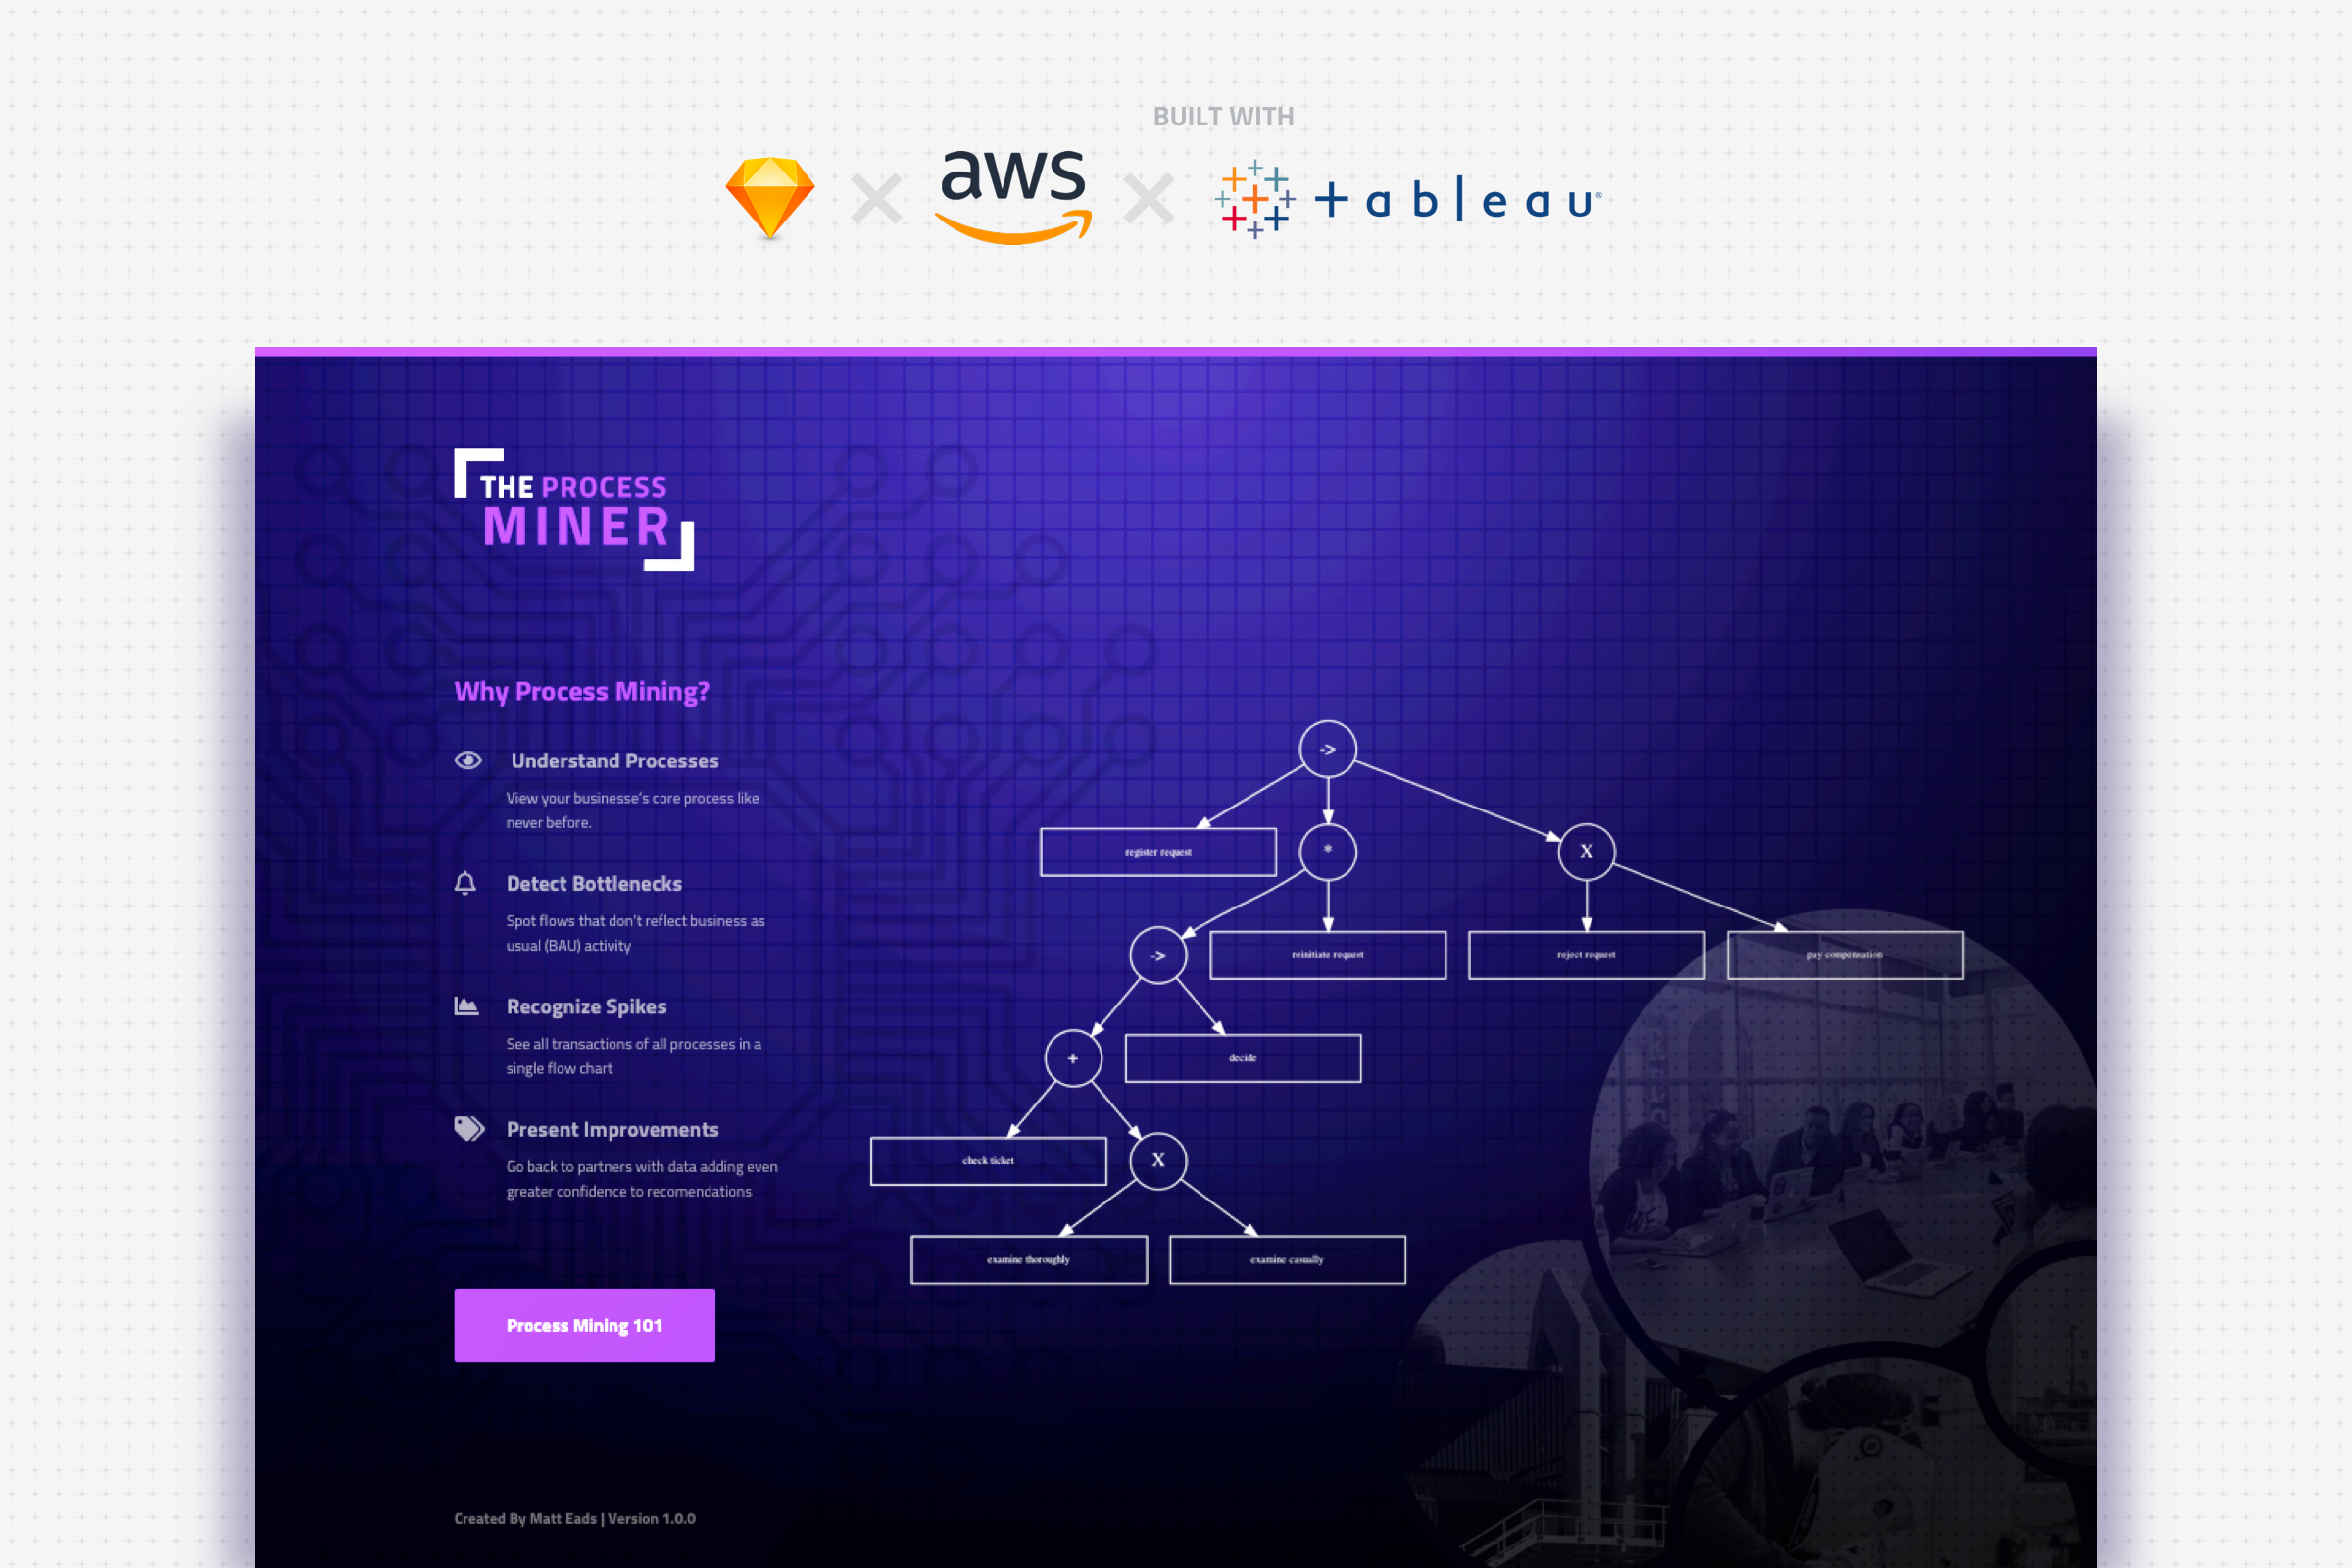 BUILT WITH
aws
+ableau®
THE PROCESS
MINER
Why Process Mining?
Understand Processes
View your businesse's core process like
never before.
Detect Bottlenecks
Spot flows that don't reflect business as
usual (BAU) activity
Recognize Spikes
See all transactions of all processes in a
single flow chart
Present Improvements
Go back to partners with data adding even
greater confidence to recomendations
Process Mining 101
Created By Matt Eads | Version 1.0.0
->
register request
*
X
->
reinitiate request
reject request
pay compensation
+
decide
check ticket
X
examine thoroughly
examine casually